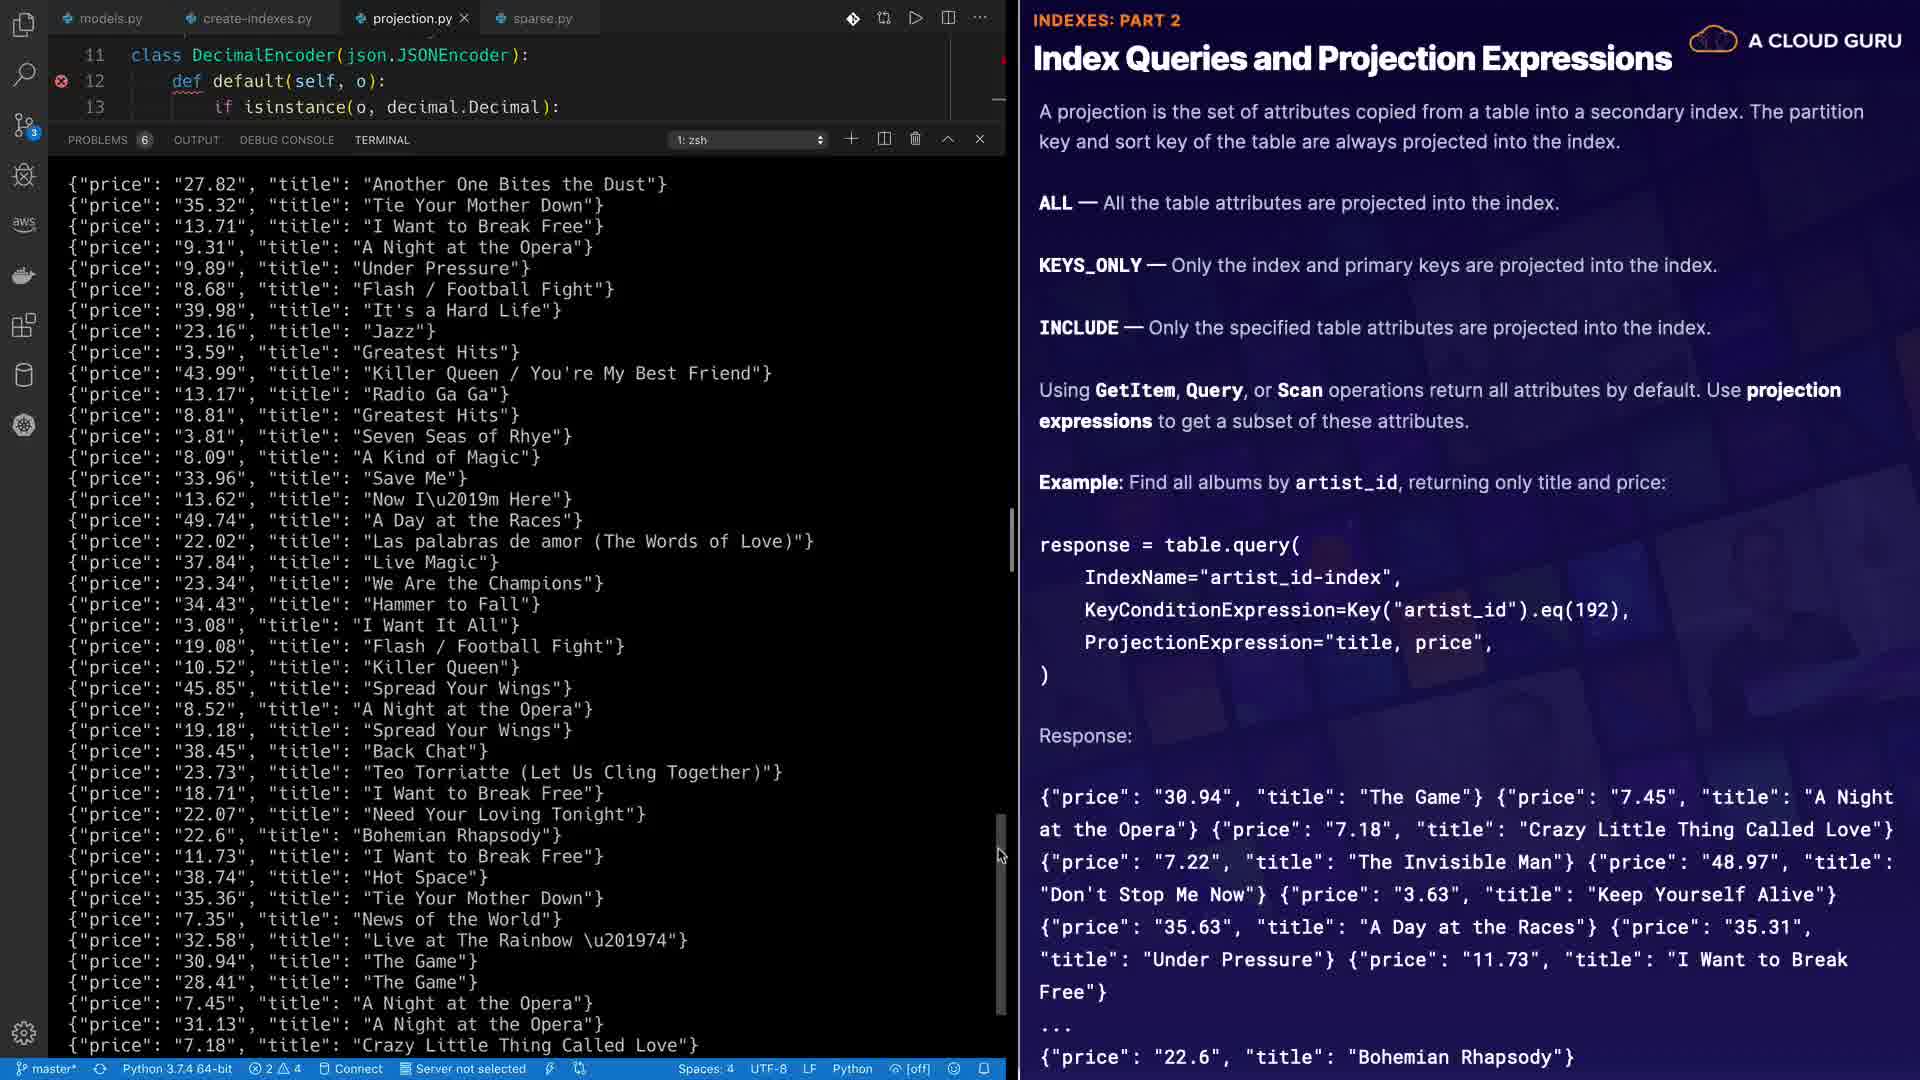 models.py
create-indexes.py
projection.py
sparse.py
11 class DecimalEncoder(json.JSONEncoder):
12 def default(self, o):
13 if isinstance(o, decimal.Decimal):
PROBLEMS 6 OUTPUT DEBUG CONSOLE TERMINAL 1: zsh
3
aws
{"price": "27.82", "title": "Another One Bites the Dust"}
{"price": "35.32", "title": "Tie Your Mother Down"}
{"price": "13.71", "title": "I Want to Break Free"}
{"price": "9.31", "title": "A Night at the Opera"}
{"price": "9.89", "title": "Under Pressure"}
{"price": "8.68", "title": "Flash / Football Fight"}
{"price": "39.98", "title": "It's a Hard Life"}
{"price": "23.16", "title": "Jazz"}
{"price": "3.59", "title": "Greatest Hits"}
{"price": "43.99", "title": "Killer Queen / You're My Best Friend"}
{"price": "13.17", "title": "Radio Ga Ga"}
{"price": "8.81", "title": "Greatest Hits"}
{"price": "3.81", "title": "Seven Seas of Rhye"}
{"price": "8.09", "title": "A Kind of Magic"}
{"price": "33.96", "title": "Save Me"}
{"price": "13.62", "title": "Now I\u2019m Here"}
{"price": "49.74", "title": "A Day at the Races"}
{"price": "22.02", "title": "Las palabras de amor (The Words of Love)"}
{"price": "37.84", "title": "Live Magic"}
{"price": "23.34", "title": "We Are the Champions"}
{"price": "34.43", "title": "Hammer to Fall"}
{"price": "3.08", "title": "I Want It All"}
{"price": "19.08", "title": "Flash / Football Fight"}
{"price": "10.52", "title": "Killer Queen"}
{"price": "45.85", "title": "Spread Your Wings"}
{"price": "8.52", "title": "A Night at the Opera"}
{"price": "19.18", "title": "Spread Your Wings"}
{"price": "38.45", "title": "Back Chat"}
{"price": "23.73", "title": "Teo Torriatte (Let Us Cling Together)"}
{"price": "18.71", "title": "I Want to Break Free"}
{"price": "22.07", "title": "Need Your Loving Tonight"}
{"price": "22.6", "title": "Bohemian Rhapsody"}
{"price": "11.73", "title": "I Want to Break Free"}
{"price": "38.74", "title": "Hot Space"}
{"price": "35.36", "title": "Tie Your Mother Down"}
{"price": "7.35", "title": "News of the World"}
{"price": "32.58", "title": "Live at The Rainbow \u201974"}
{"price": "30.94", "title": "The Game"}
{"price": "28.41", "title": "The Game"}
{"price": "7.45", "title": "A Night at the Opera"}
{"price": "31.13", "title": "A Night at the Opera"}
{"price": "7.18", "title": "Crazy Little Thing Called Love"}
master* Python 3.7.4 64-bit 2 4 Connect Server not selected Spaces: 4 UTF-8 LF Python [off]
INDEXES: PART 2
Index Queries and Projection Expressions
A CLOUD GURU
A projection is the set of attributes copied from a table into a secondary index. The partition
key and sort key of the table are always projected into the index.
ALL — All the table attributes are projected into the index.
KEYS_ONLY — Only the index and primary keys are projected into the index.
INCLUDE — Only the specified table attributes are projected into the index.
Using GetItem, Query, or Scan operations return all attributes by default. Use projection
expressions to get a subset of these attributes.
Example: Find all albums by artist_id, returning only title and price:
response = table.query(
IndexName="artist_id-index",
KeyConditionExpression=Key("artist_id").eq(192),
ProjectionExpression="title, price",
)
Response:
{"price": "30.94", "title": "The Game"} {"price": "7.45", "title": "A Night
at the Opera"} {"price": "7.18", "title": "Crazy Little Thing Called Love"}
{"price": "7.22", "title": "The Invisible Man"} {"price": "48.97", "title":
"Don't Stop Me Now"} {"price": "3.63", "title": "Keep Yourself Alive"}
{"price": "35.63", "title": "A Day at the Races"} {"price": "35.31",
"title": "Under Pressure"} {"price": "11.73", "title": "I Want to Break
Free"}
...
{"price": "22.6", "title": "Bohemian Rhapsody"}